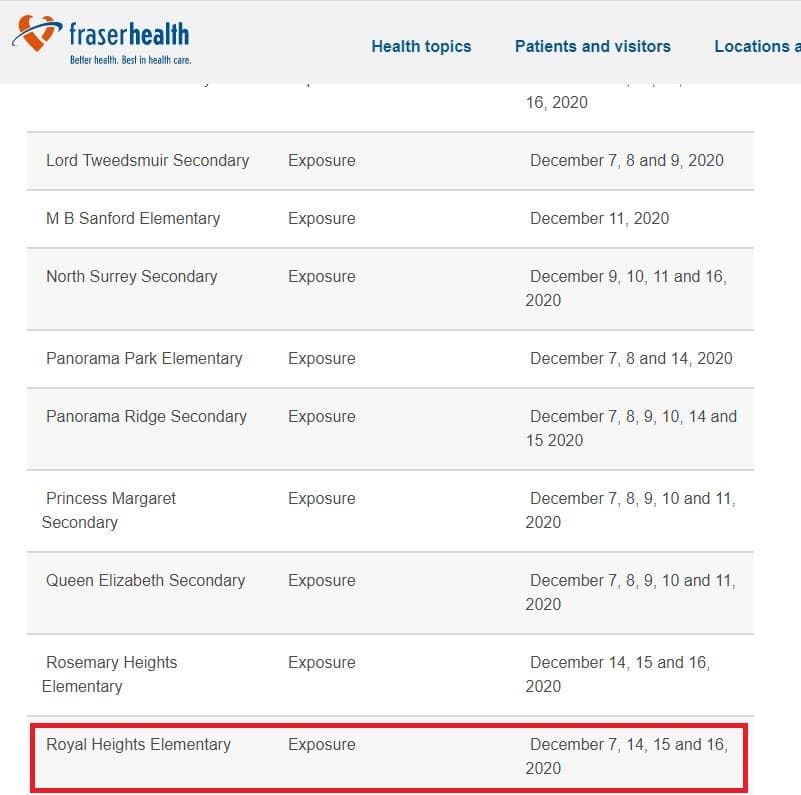 fraserhealth
Better health. Best in health care.
Health topics
Patients and visitors
Locations a
16, 2020
Lord Tweedsmuir Secondary Exposure December 7, 8 and 9, 2020
M B Sanford Elementary Exposure December 11, 2020
North Surrey Secondary Exposure December 9, 10, 11 and 16,
2020
Panorama Park Elementary Exposure December 7, 8 and 14, 2020
Panorama Ridge Secondary Exposure December 7, 8, 9, 10, 14 and
15 2020
Princess Margaret Exposure December 7, 8, 9, 10 and 11,
Secondary 2020
Queen Elizabeth Secondary Exposure December 7, 8, 9, 10 and 11,
2020
Rosemary Heights Exposure December 14, 15 and 16,
Elementary 2020
Royal Heights Elementary Exposure December 7, 14, 15 and 16,
2020